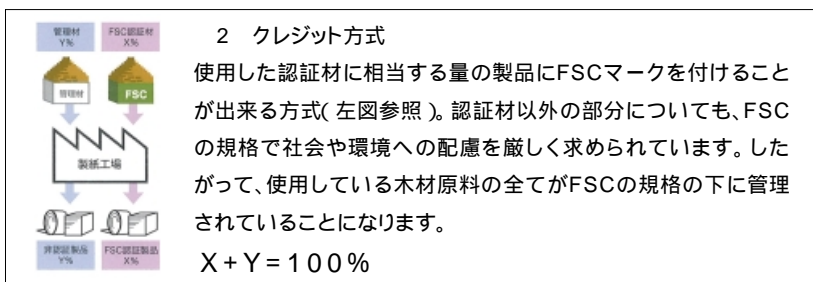 管理材
Y%
FSC認証材
X%
管理材
FSC
製紙工場
非認証製品
Y%
FSC認証製品
X%
2 クレジット方式
使用した認証材に相当する量の製品にFSCマークを付けること
が出来る方式(左図参照)。認証材以外の部分についても、FSC
の規格で社会や環境への配慮を厳しく求められています。した
がって、使用している木材原料の全てがFSCの規格の下に管理
されていることになります。
X+Y=100%